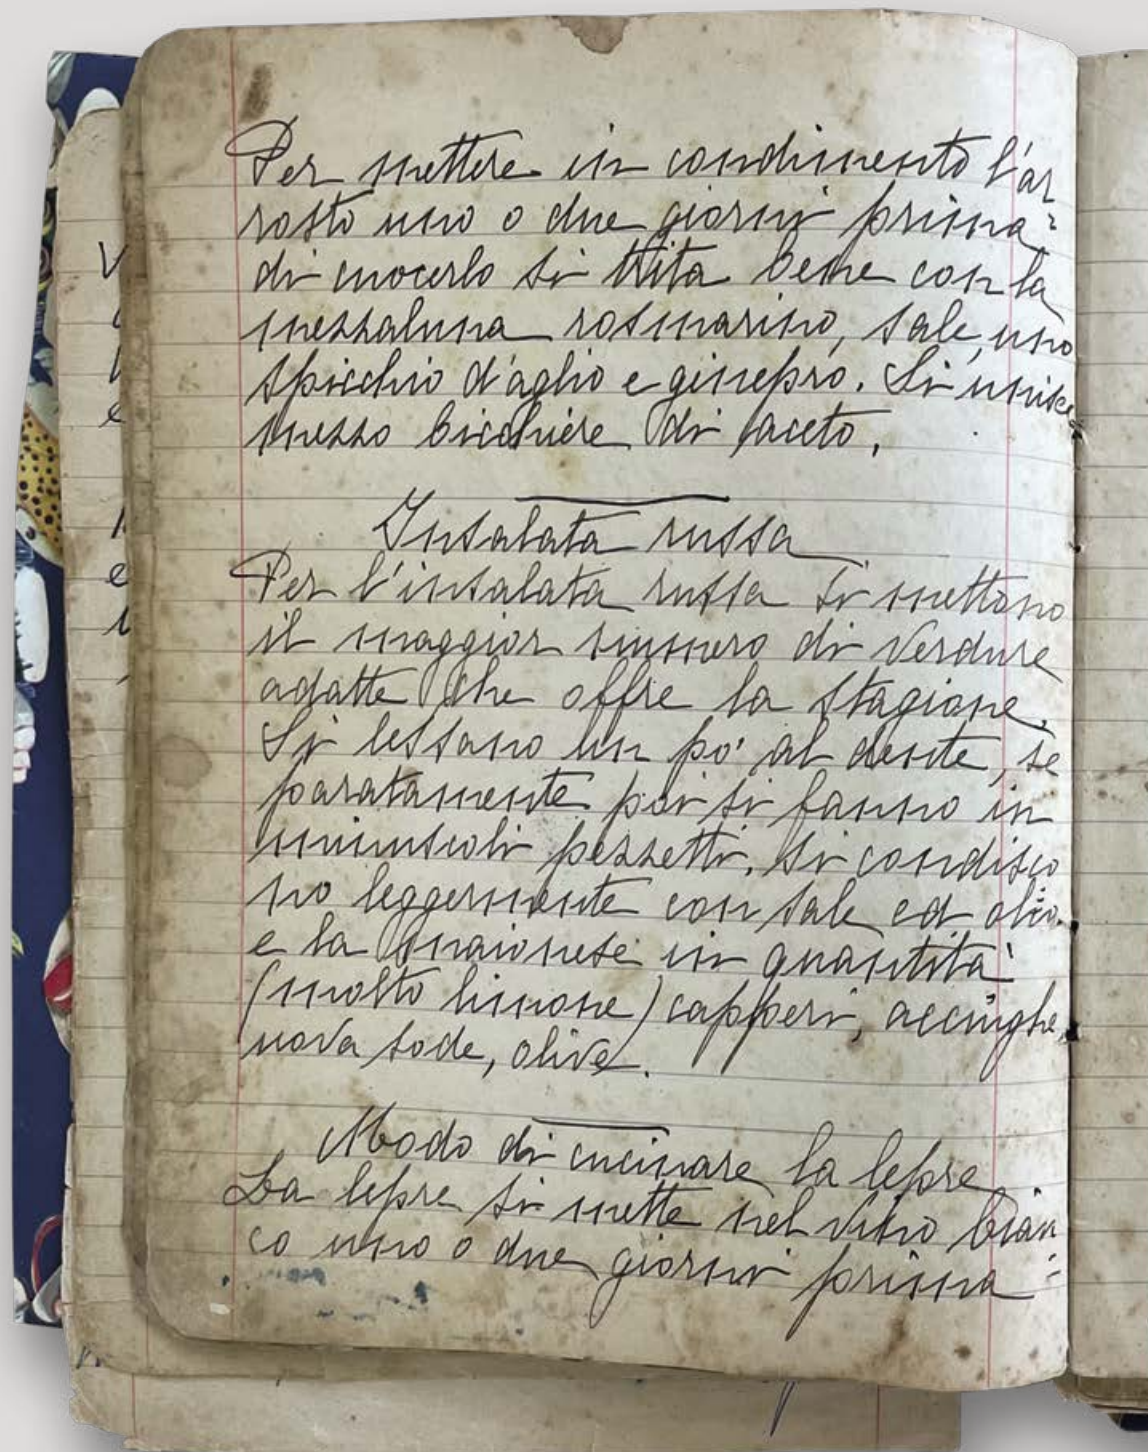 Per mettere in condimento l'ar
rosto uno o due giorni prima
di cuocerlo si trita bene con la
mezzaluna rosmarino, sale, uno
spicchio d'aglio e ginepro. Si unisce
mezzo bicchiere di aceto.
Insalata russa
Per l'insalata russa si mettono
il maggior numero di verdure
adatte che offre la stagione.
Si lessano un po' al dente, se
paratamente poi si fanno in
minuscoli pezzetti. Si condisco
no leggermente con sale ed olio
e la maionese in quantità
(molto limone) capperi, acciughe,
uova sode, olive.
Modo di cucinare la lepre
La lepre si mette nel vino bian
co uno o due giorni prima